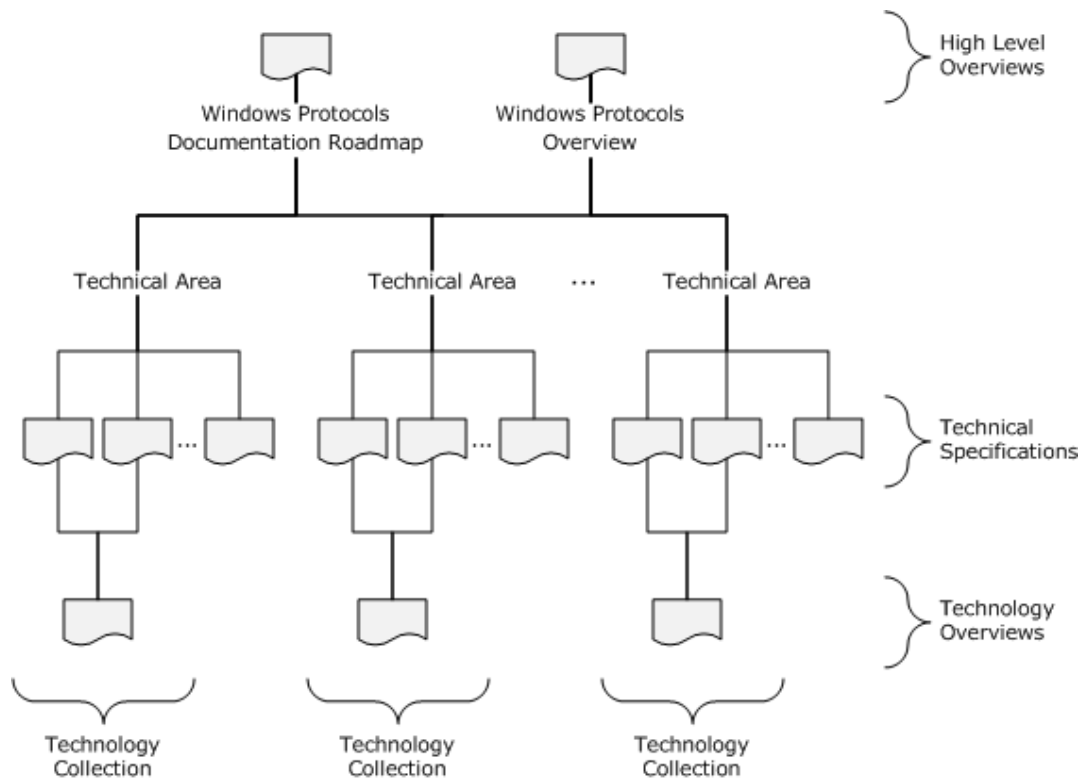 High Level
Overviews
Windows Protocols
Documentation Roadmap
Windows Protocols
Overview
Technical Area
Technical Area
...
Technical Area
...
...
...
Technical
Specifications
Technology
Overviews
Technology
Collection
Technology
Collection
Technology
Collection